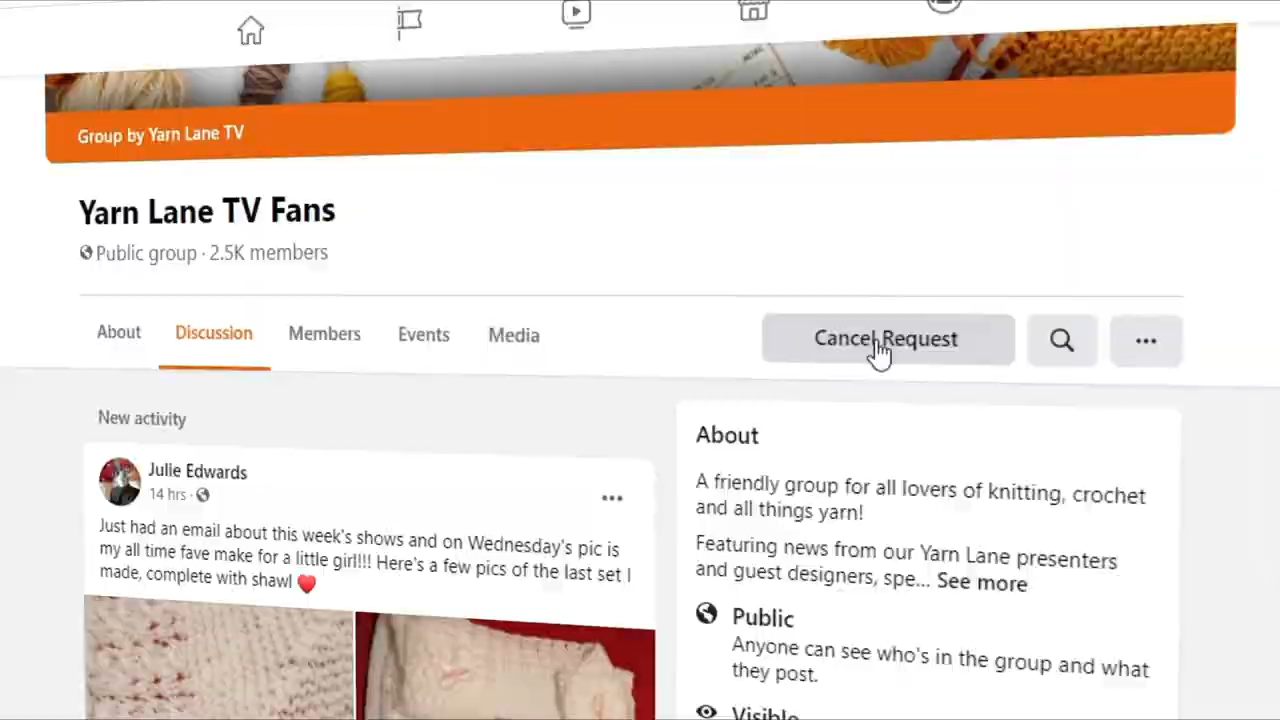 Group by Yarn Lane TV
Yarn Lane TV Fans
Public group · 2.5K members
About
Discussion
Members
Events
Media
Cancel Request
New activity
Julie Edwards
14 hrs ·
Just had an email about this week's shows and on Wednesday's pic is
my all time fave make for a little girl!!!! Here's a few pics of the last set I
made, complete with shawl
About
A friendly group for all lovers of knitting, crochet
and all things yarn!
Featuring news from our Yarn Lane presenters
and guest designers, spe... See more
Public
Anyone can see who's in the group and what
they post.
Visible